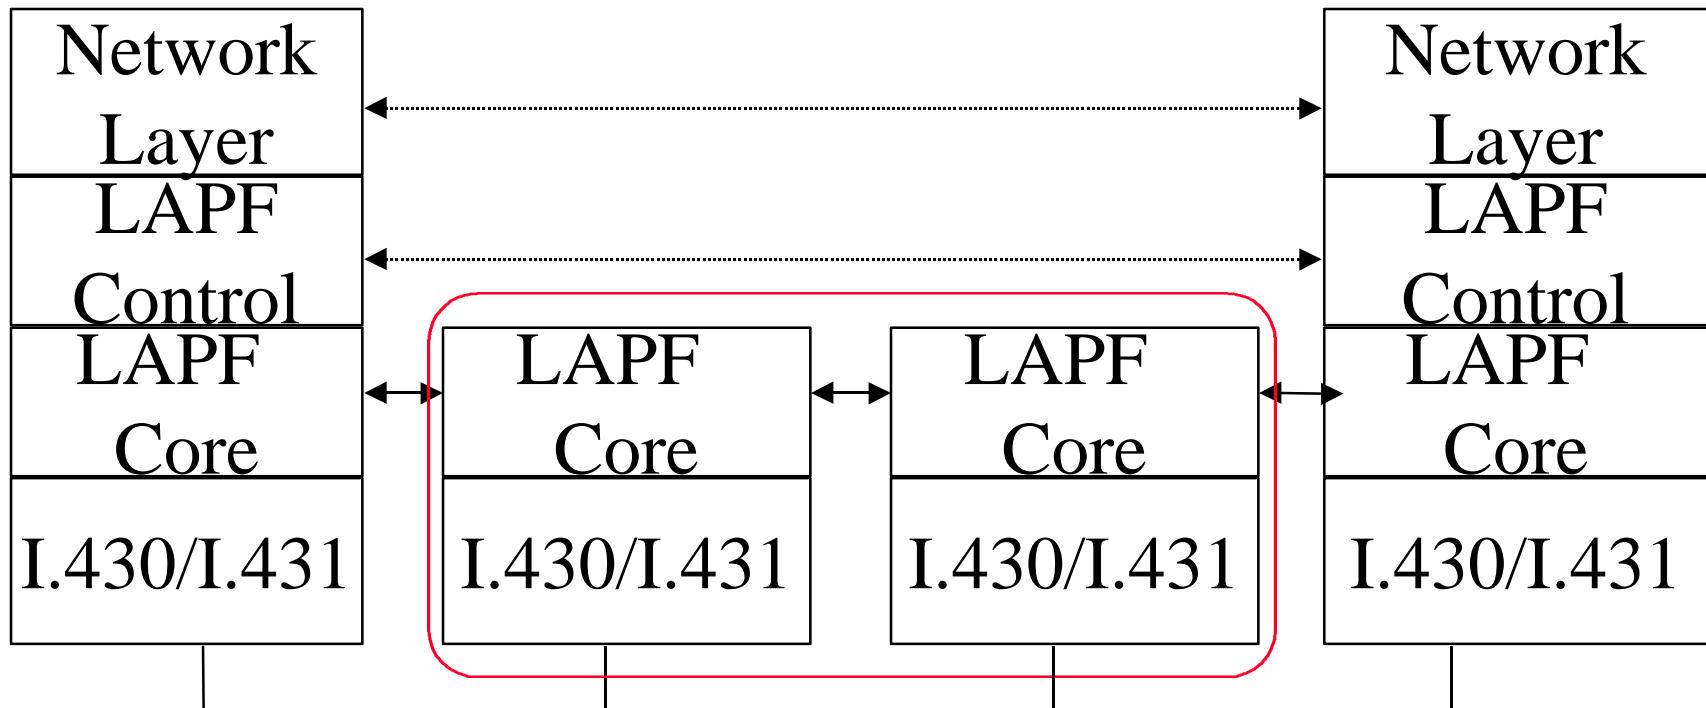 Network
Layer
LAPF
Control
LAPF
Core
I.430/I.431
LAPF
Core
I.430/I.431
LAPF
Core
I.430/I.431
Network
Layer
LAPF
Control
LAPF
Core
I.430/I.431